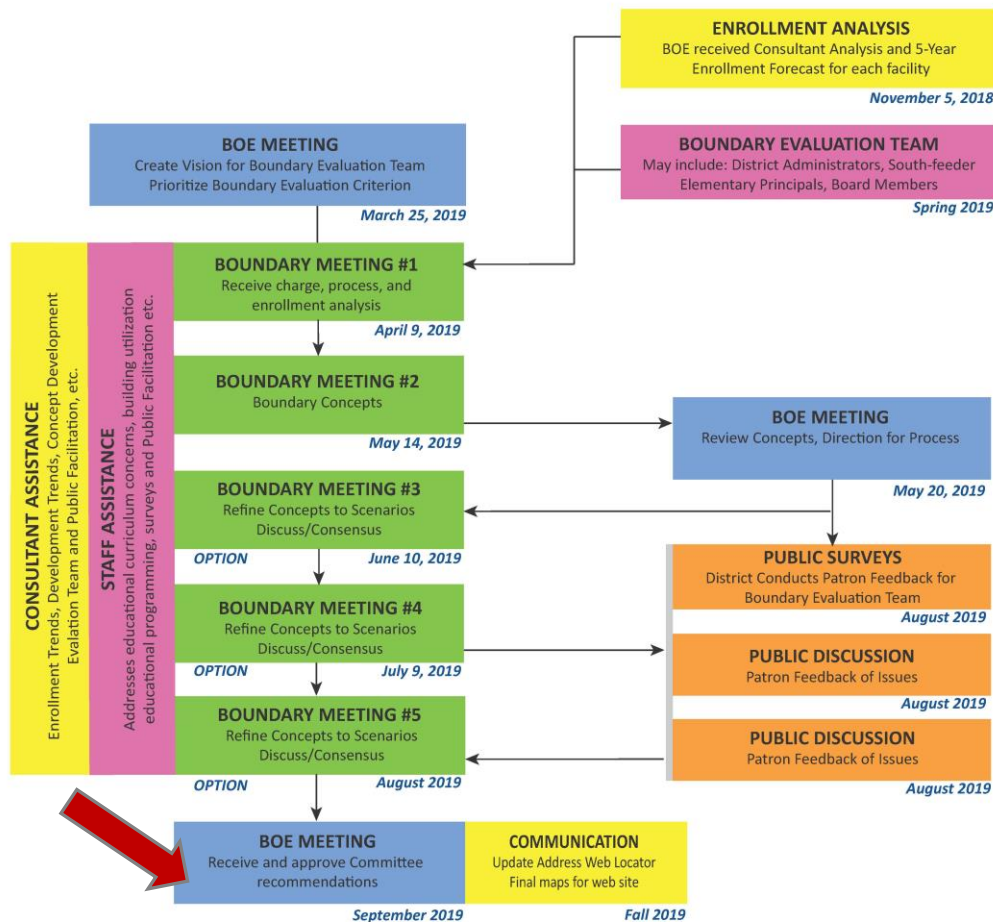 ENROLLMENT ANALYSIS
BOE received Consultant Analysis and 5-Year
Enrollment Forecast for each facility
November 5, 2018
BOE MEETING
Create Vision for Boundary Evaluation Team
Prioritize Boundary Evaluation Criterion
March 25, 2019
BOUNDARY EVALUATION TEAM
May include: District Administrators, South-feeder
Elementary Principals, Board Members
Spring 2019
CONSULTANT ASSISTANCE
Enrollment Trends, Development Trends, Concept Development
Evalation Team and Public Facilitation, etc.
STAFF ASSISTANCE
Addresses educational curriculum concerns, building utilization
educational programming, surveys and Public Facilitation etc.
BOUNDARY MEETING #1
Receive charge, process, and
enrollment analysis
April 9, 2019
BOUNDARY MEETING #2
Boundary Concepts
May 14, 2019
BOE MEETING
Review Concepts, Direction for Process
May 20, 2019
BOUNDARY MEETING #3
Refine Concepts to Scenarios
Discuss/Consensus
OPTION
June 10, 2019
PUBLIC SURVEYS
District Conducts Patron Feedback for
Boundary Evaluation Team
August 2019
BOUNDARY MEETING #4
Refine Concepts to Scenarios
Discuss/Consensus
OPTION
July 9, 2019
PUBLIC DISCUSSION
Patron Feedback of Issues
August 2019
BOUNDARY MEETING #5
Refine Concepts to Scenarios
Discuss/Consensus
OPTION
August 2019
PUBLIC DISCUSSION
Patron Feedback of Issues
August 2019
BOE MEETING
Receive and approve Committee
recommendations
September 2019
COMMUNICATION
Update Address Web Locator
Final maps for web site
Fall 2019